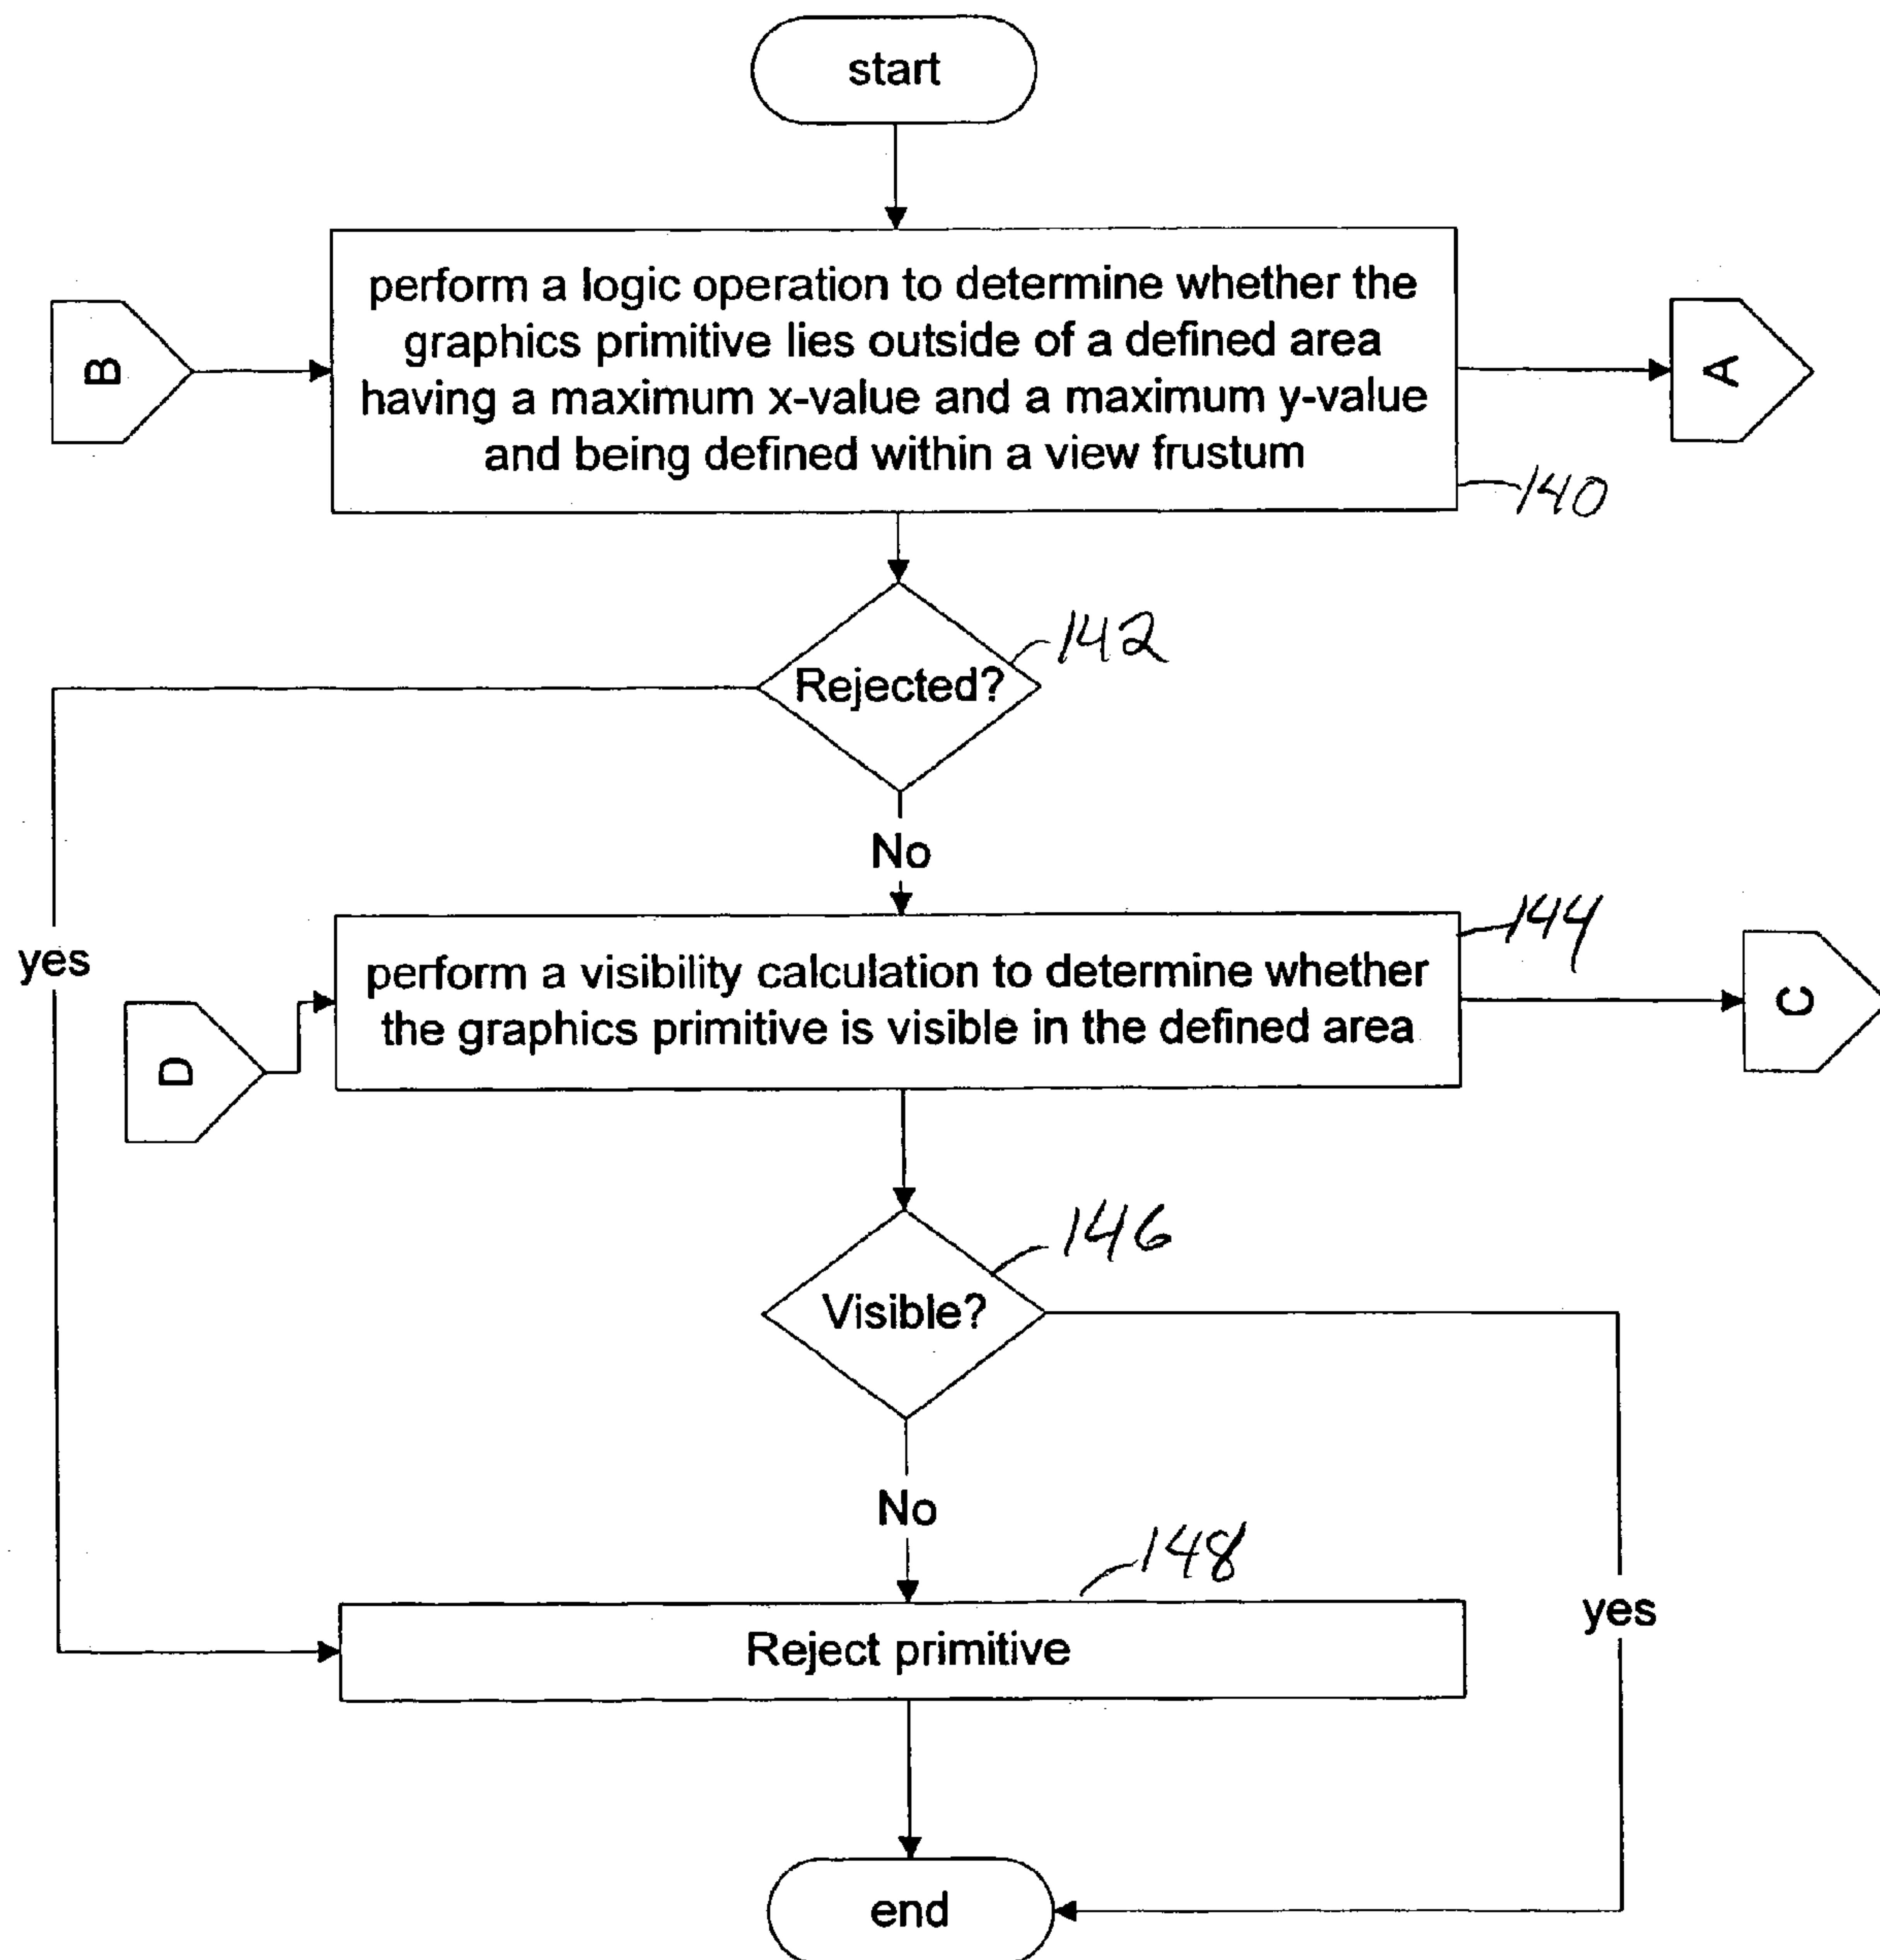 start
perform a logic operation to determine whether the
graphics primitive lies outside of a defined area
having a maximum x-value and a maximum y-value
and being defined within a view frustum
B
A
140
Rejected?
142
No
yes
perform a visibility calculation to determine whether
the graphics primitive is visible in the defined area
144
D
C
Visible?
146
No
yes
148
Reject primitive
end